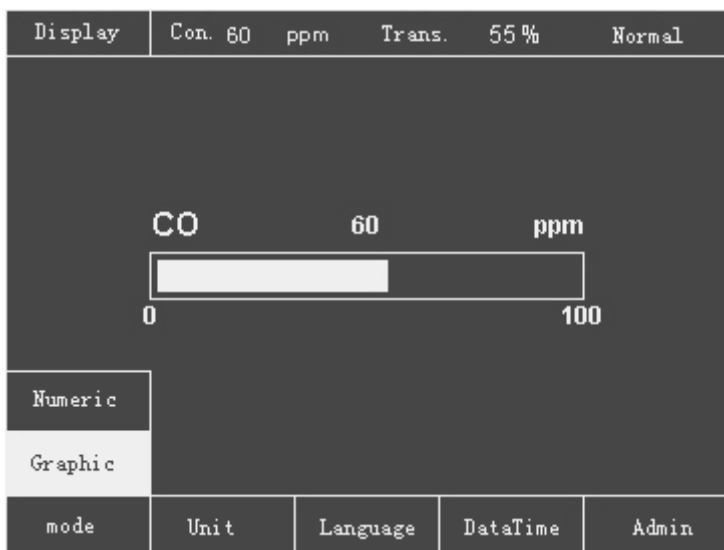 Display Con. 60 ppm Trans. 55% Normal
CO 60 ppm
0 100
Numeric
Graphic
mode Unit Language DataTime Admin